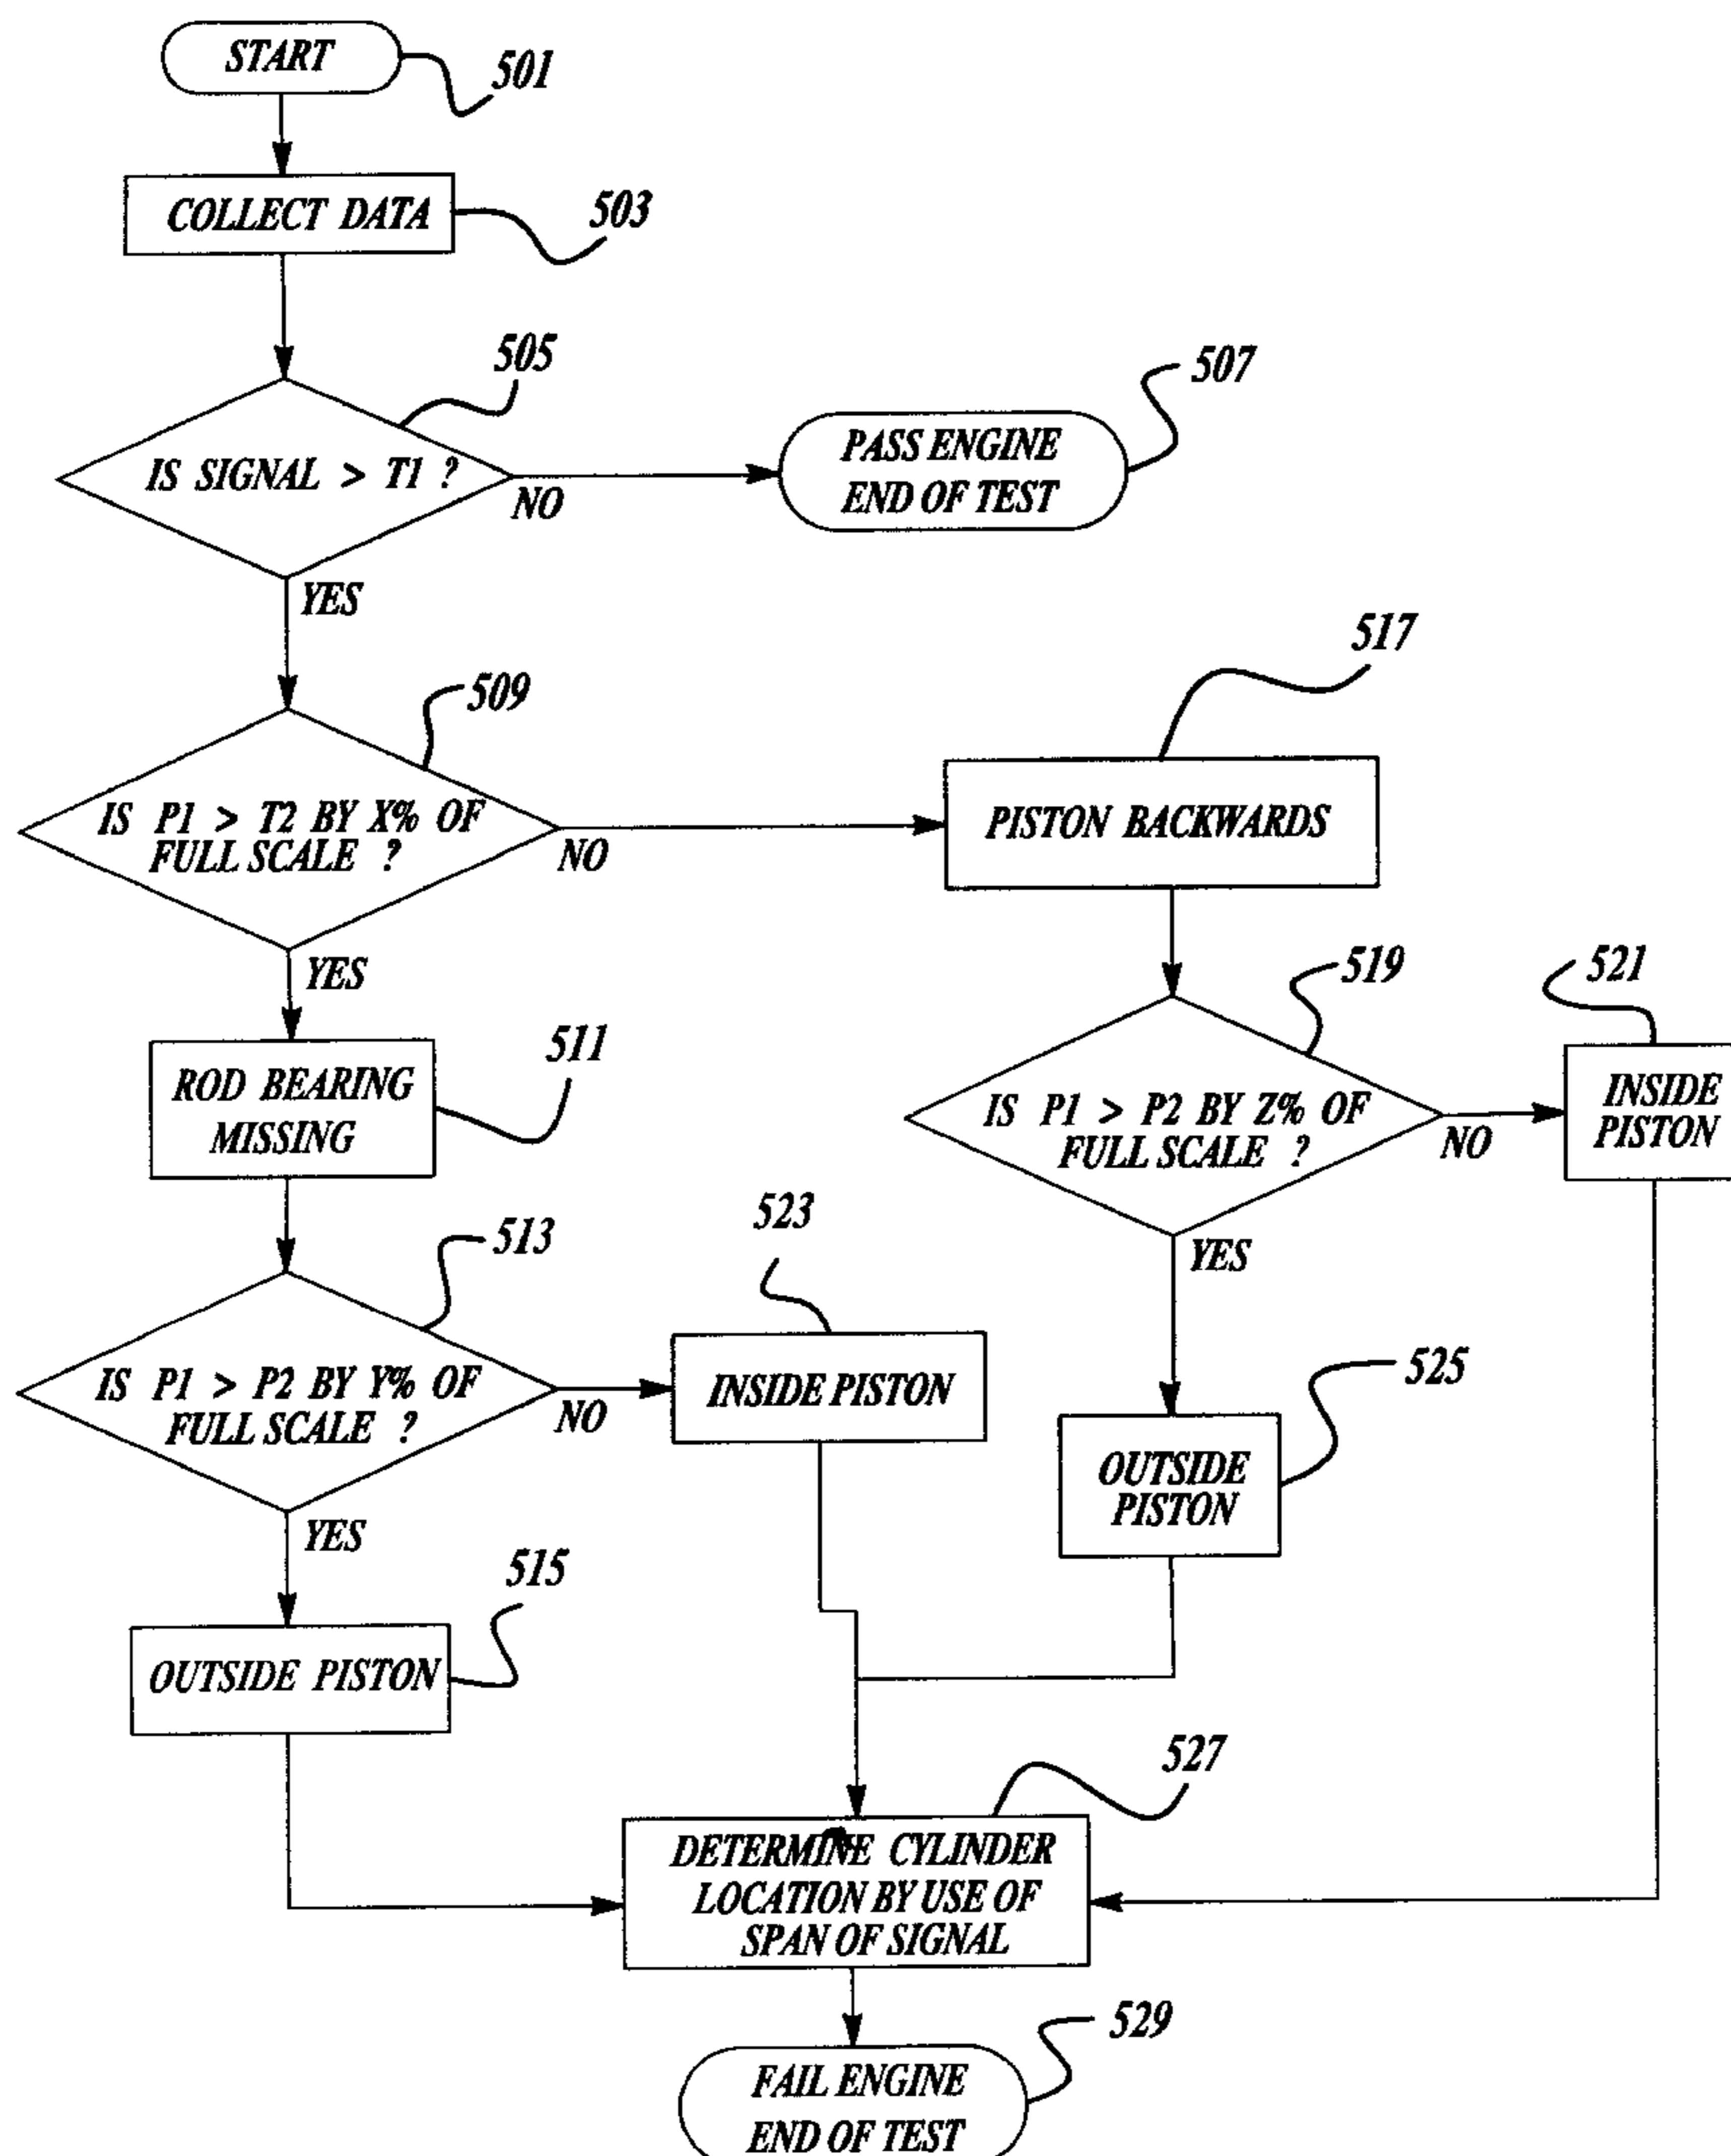 START
501
COLLECT DATA
503
505
IS SIGNAL > T1 ?
NO
YES
507
PASS ENGINE
END OF TEST
509
IS P1 > T2 BY X% OF
FULL SCALE ?
NO
YES
517
PISTON BACKWARDS
511
ROD BEARING
MISSING
519
IS P1 > P2 BY Z% OF
FULL SCALE ?
NO
YES
521
INSIDE
PISTON
513
IS P1 > P2 BY Y% OF
FULL SCALE ?
NO
YES
523
INSIDE PISTON
525
OUTSIDE
PISTON
515
OUTSIDE PISTON
527
DETERMINE CYLINDER
LOCATION BY USE OF
SPAN OF SIGNAL
529
FAIL ENGINE
END OF TEST